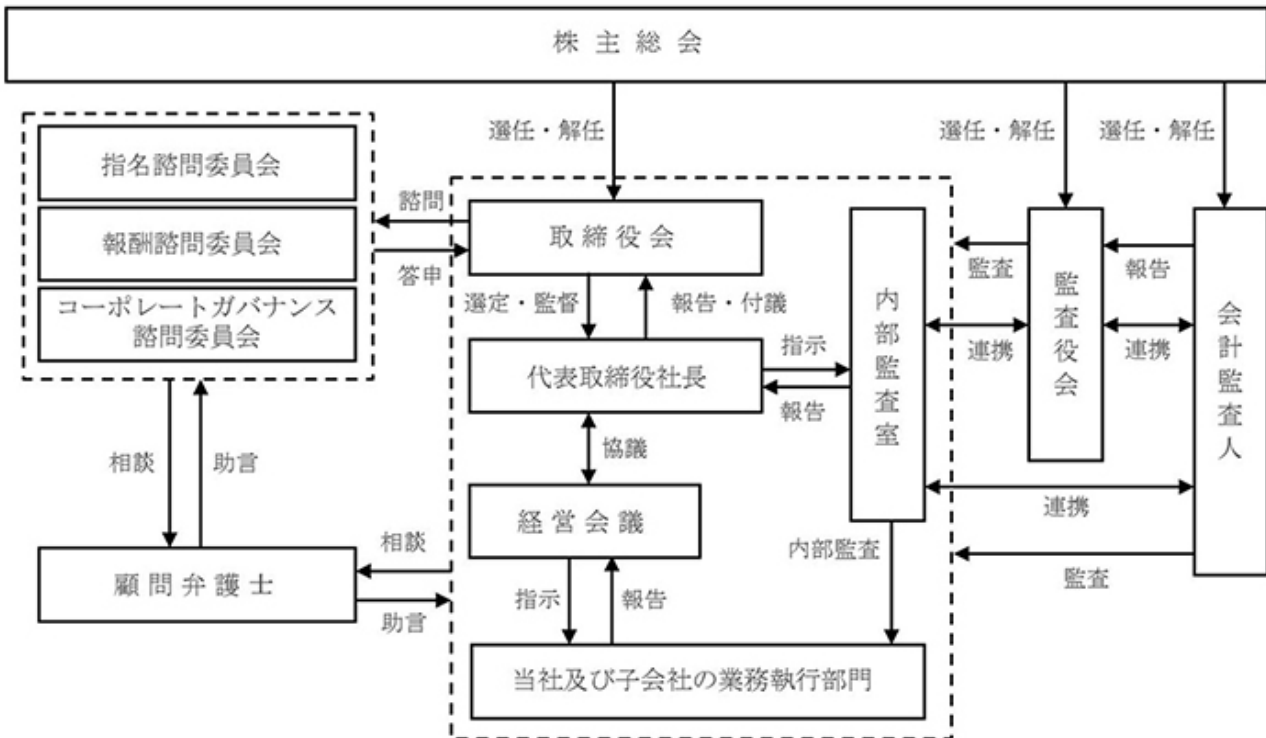 株主総会
選任・解任
選任・解任
選任・解任
指名諮問委員会
報酬諮問委員会
コーポレートガバナンス
諮問委員会
諮問
答申
取締役会
選定・監督
報告・付議
代表取締役社長
指示
報告
内部監査室
監査
連携
監査役会
報告
連携
会計監査人
協議
相談
助言
経営会議
連携
内部監査
監査
顧問弁護士
相談
助言
指示
報告
当社及び子会社の業務執行部門